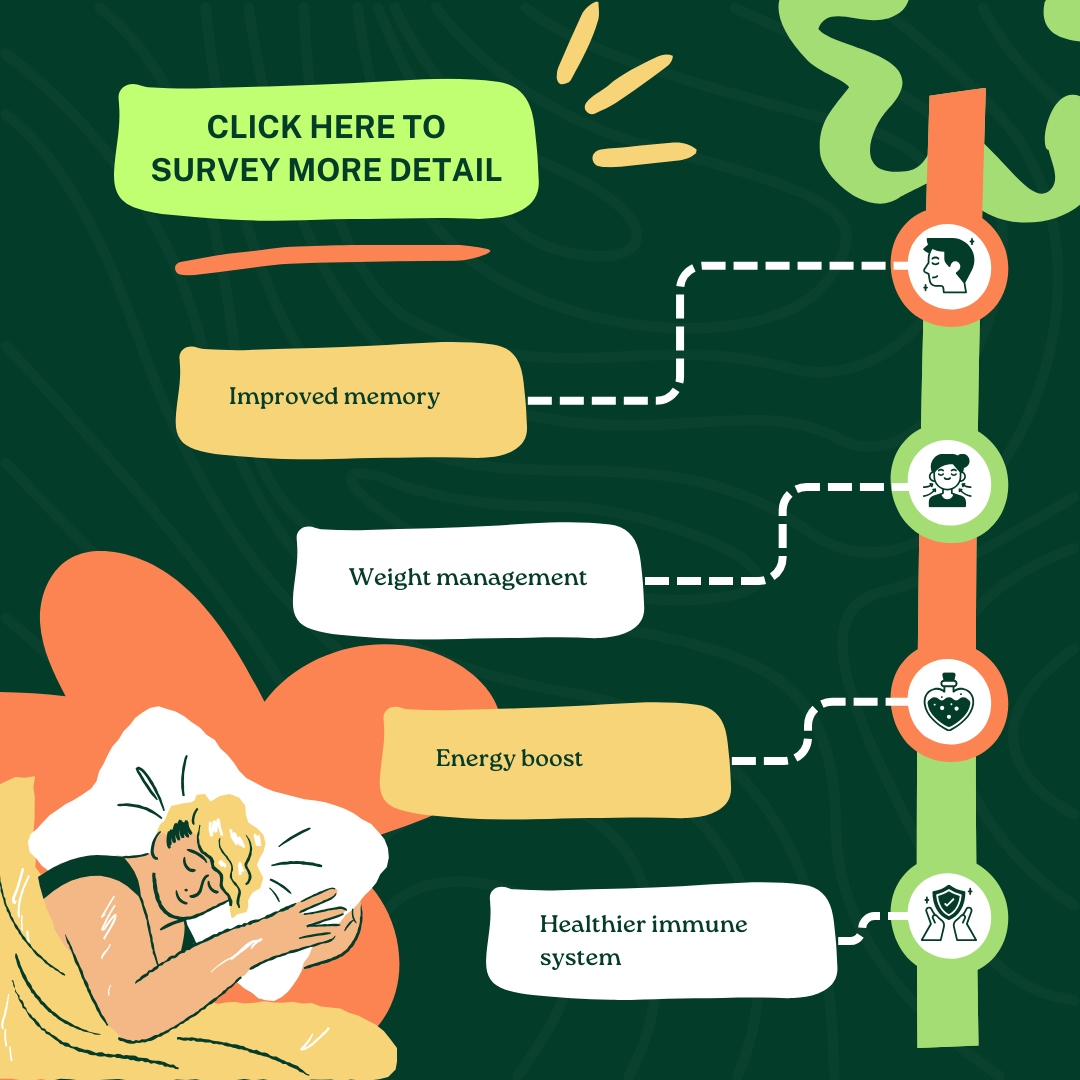 CLICK HERE TO
SURVEY MORE DETAIL
Improved memory
Weight management
Energy boost
Healthier immune
system